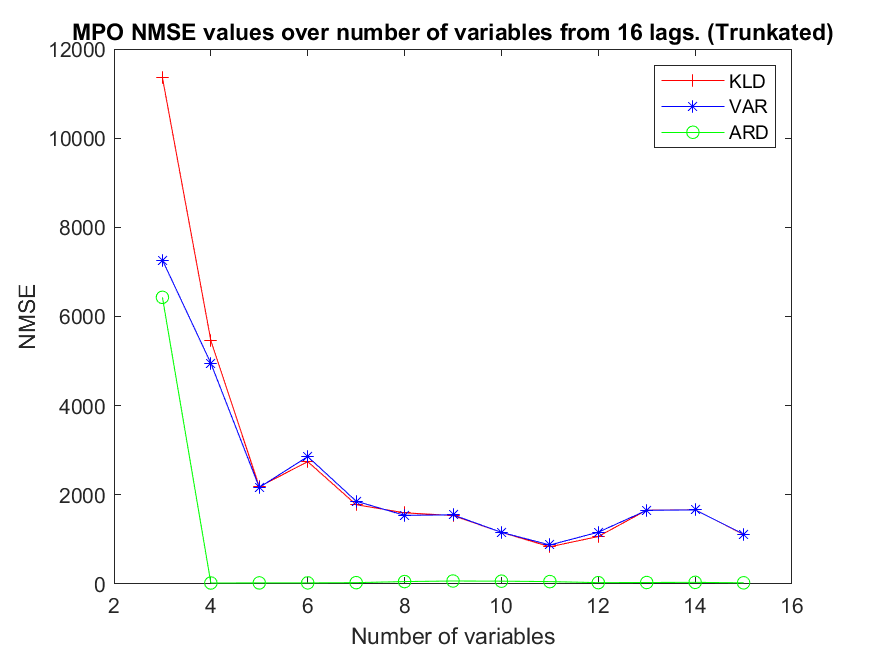 MPO NMSE values over number of variables from 16 lags. (Trunkated)
12000
10000
8000
6000
4000
2000
0
NMSE
KLD
VAR
ARD
2 4 6 8 10 12 14 16
Number of variables